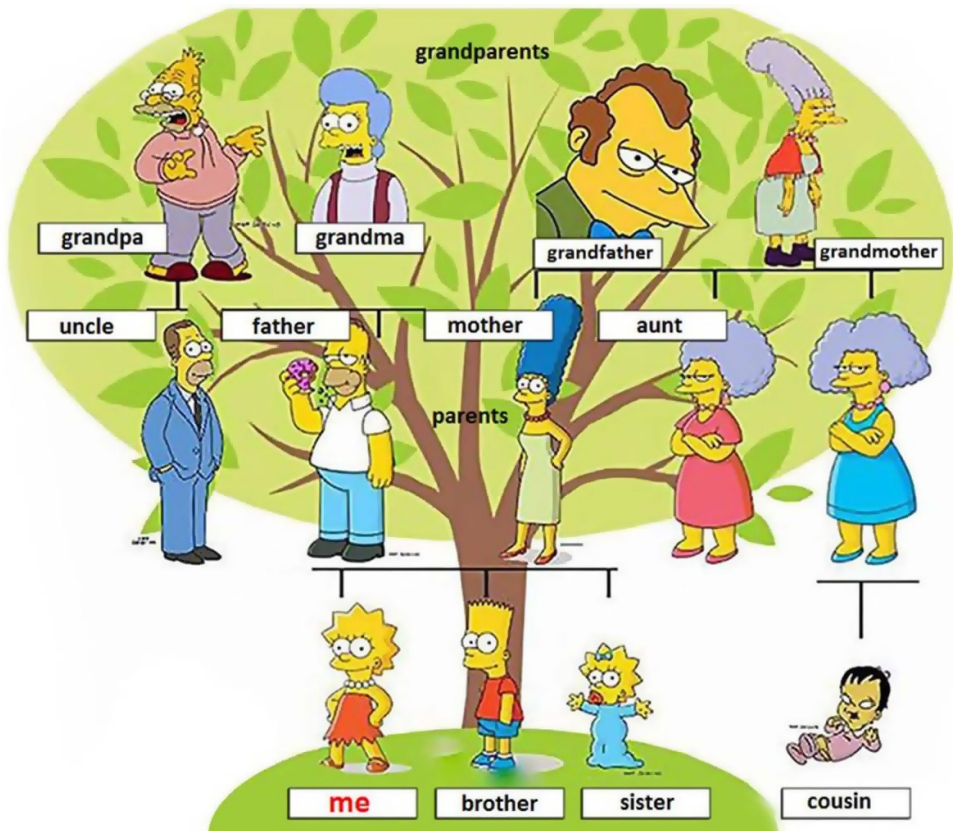 grandparents
grandpa
grandma
grandfather
grandmother
uncle
father
mother
aunt
parents
me
brother
sister
cousin